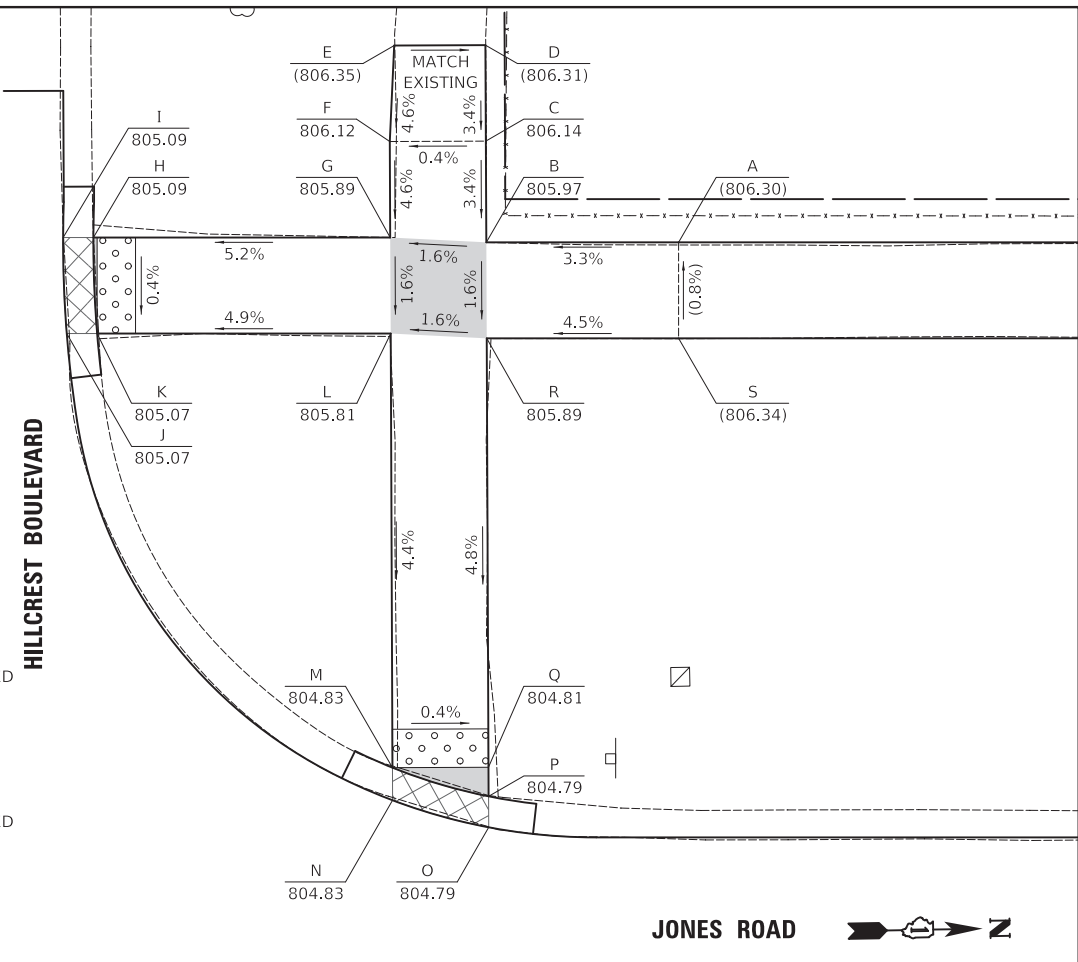 E
(806.35)
MATCH
EXISTING
D
(806.31)
I
805.09
F
806.12
4.6%
3.4%
C
806.14
0.4%
H
805.09
G
805.89
4.6%
3.4%
B
805.97
A
(806.30)
5.2%
1.6%
3.3%
0.4%
1.6%
1.6%
(0.8%)
4.9%
1.6%
4.5%
K
805.07
L
805.81
R
805.89
S
(806.34)
J
805.07
HILLCREST BOULEVARD
4.4%
4.8%
D
M
804.83
0.4%
Q
804.81
P
804.79
D
N
804.83
O
804.79
JONES ROAD
N